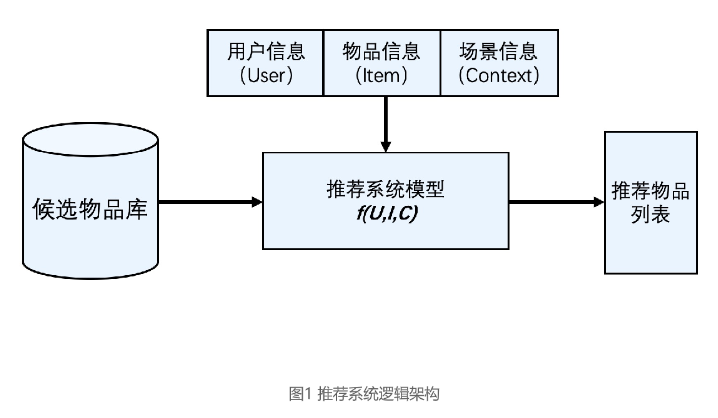 用户信息
（User）
物品信息
（Item）
场景信息
（Context）
候选物品库
推荐系统模型
f(U,I,C)
推荐物品
列表
图1 推荐系统逻辑架构